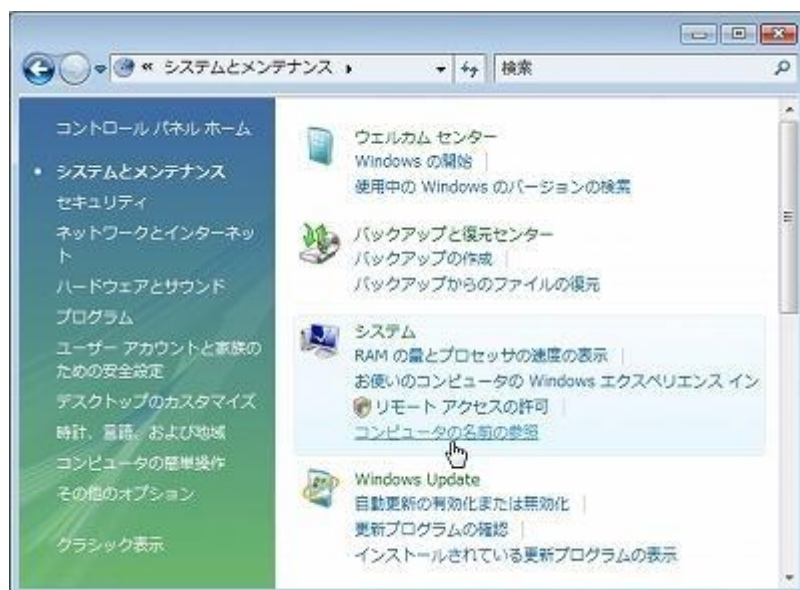 « システムとメンテナンス
検索
コントロール パネル ホーム
• システムとメンテナンス
セキュリティ
ネットワークとインターネッ
ト
ハードウェアとサウンド
プログラム
ユーザー アカウントと家族の
ための安全設定
デスクトップのカスタマイズ
時計、言語、および地域
コンピュータの簡単操作
その他のオプション
クラシック表示
ウェルカム センター
Windows の開始
使用中の Windows のバージョンの検索
バックアップと復元センター
バックアップの作成
バックアップからのファイルの復元
システム
RAM の量とプロセッサの速度の表示
お使いのコンピュータの Windows エクスペリエンス イン
リモート アクセスの許可
コンピュータの名前の参照
Windows Update
自動更新の有効化または無効化
更新プログラムの確認
インストールされている更新プログラムの表示